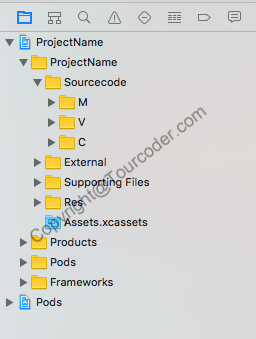 ProjectName
ProjectName
Sourcecode
M
V
C
External
Supporting Files
Res
Assets.xcassets
Products
Pods
Frameworks
Pods
Copyright@Tourcoder.com